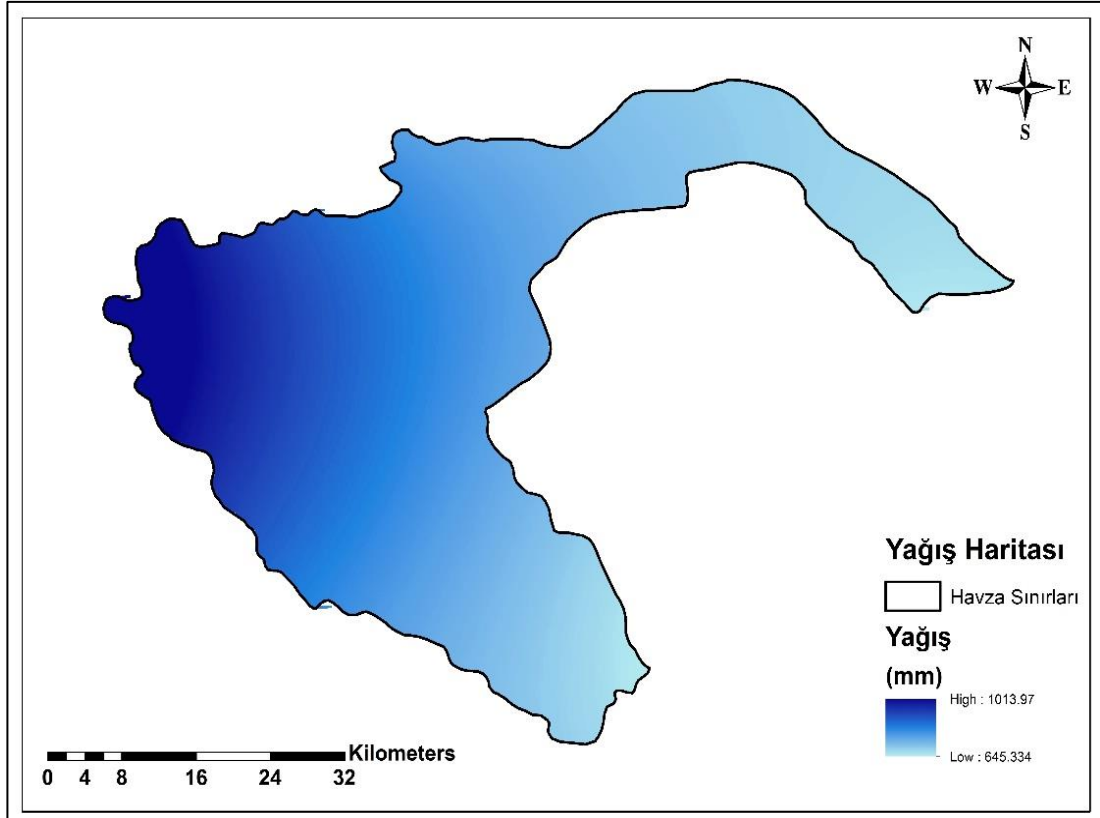 N
W E
S
Yağış Haritası
Havza Sınırları
Yağış
(mm)
High : 1013.97
Low : 645.334
Kilometers
0 4 8 16 24 32